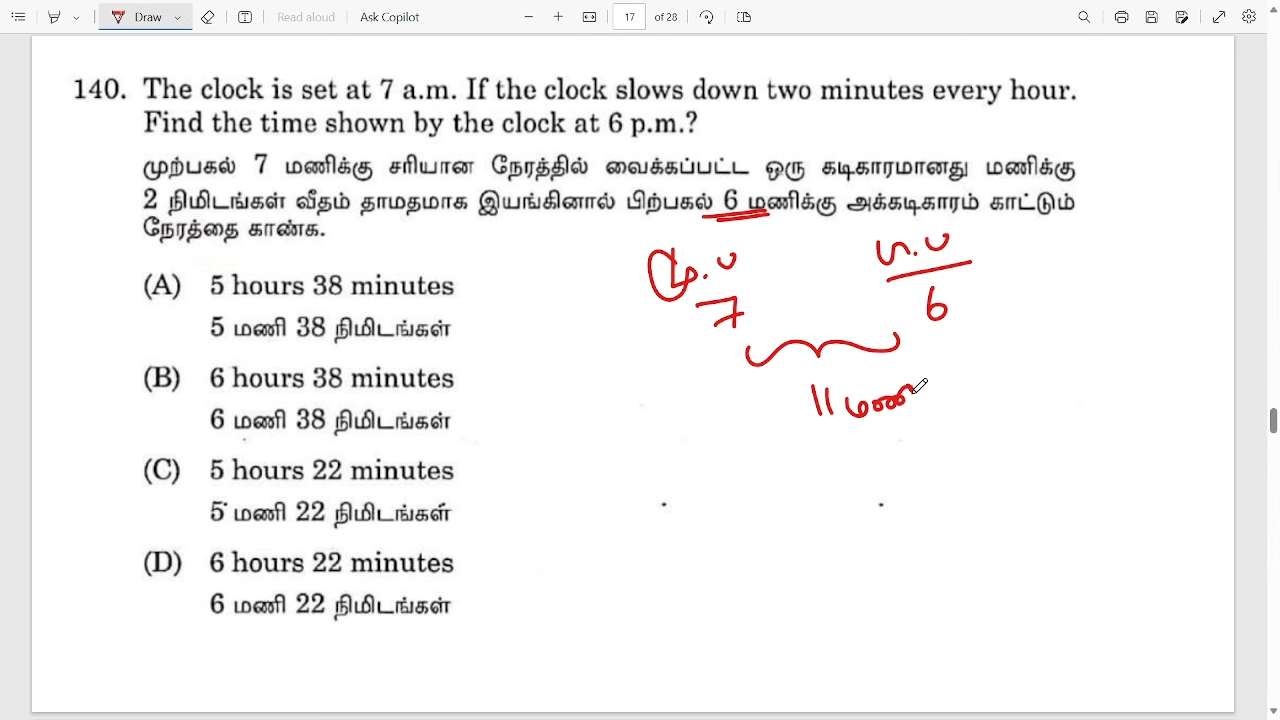 Draw
Read aloud
Ask Copilot
17 of 28
140. The clock is set at 7 a.m. If the clock slows down two minutes every hour.
Find the time shown by the clock at 6 p.m.?
முற்பகல் 7 மணிக்கு சரியான நேரத்தில் வைக்கப்பட்ட ஒரு கடிகாரமானது மணிக்கு
2 நிமிடங்கள் வீதம் தாமதமாக இயங்கினால் பிற்பகல் 6 மணிக்கு அக்கடிகாரம் காட்டும்
நேரத்தை காண்க.
மு.ப
பி.ப
7
6
11 மணி
(A) 5 hours 38 minutes
5 மணி 38 நிமிடங்கள்
(B) 6 hours 38 minutes
6 மணி 38 நிமிடங்கள்
(C) 5 hours 22 minutes
5 மணி 22 நிமிடங்கள்
(D) 6 hours 22 minutes
6 மணி 22 நிமிடங்கள்